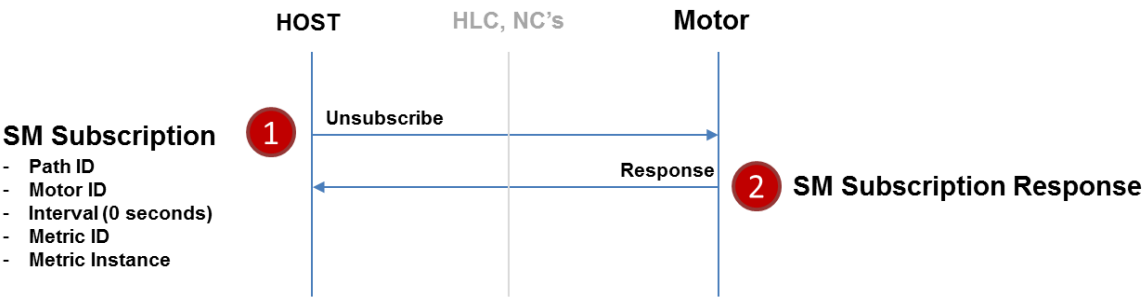 HOST
HLC, NC's
Motor
Unsubscribe
1
SM Subscription
- Path ID
- Motor ID
- Interval (0 seconds)
- Metric ID
- Metric Instance
Response
2
SM Subscription Response